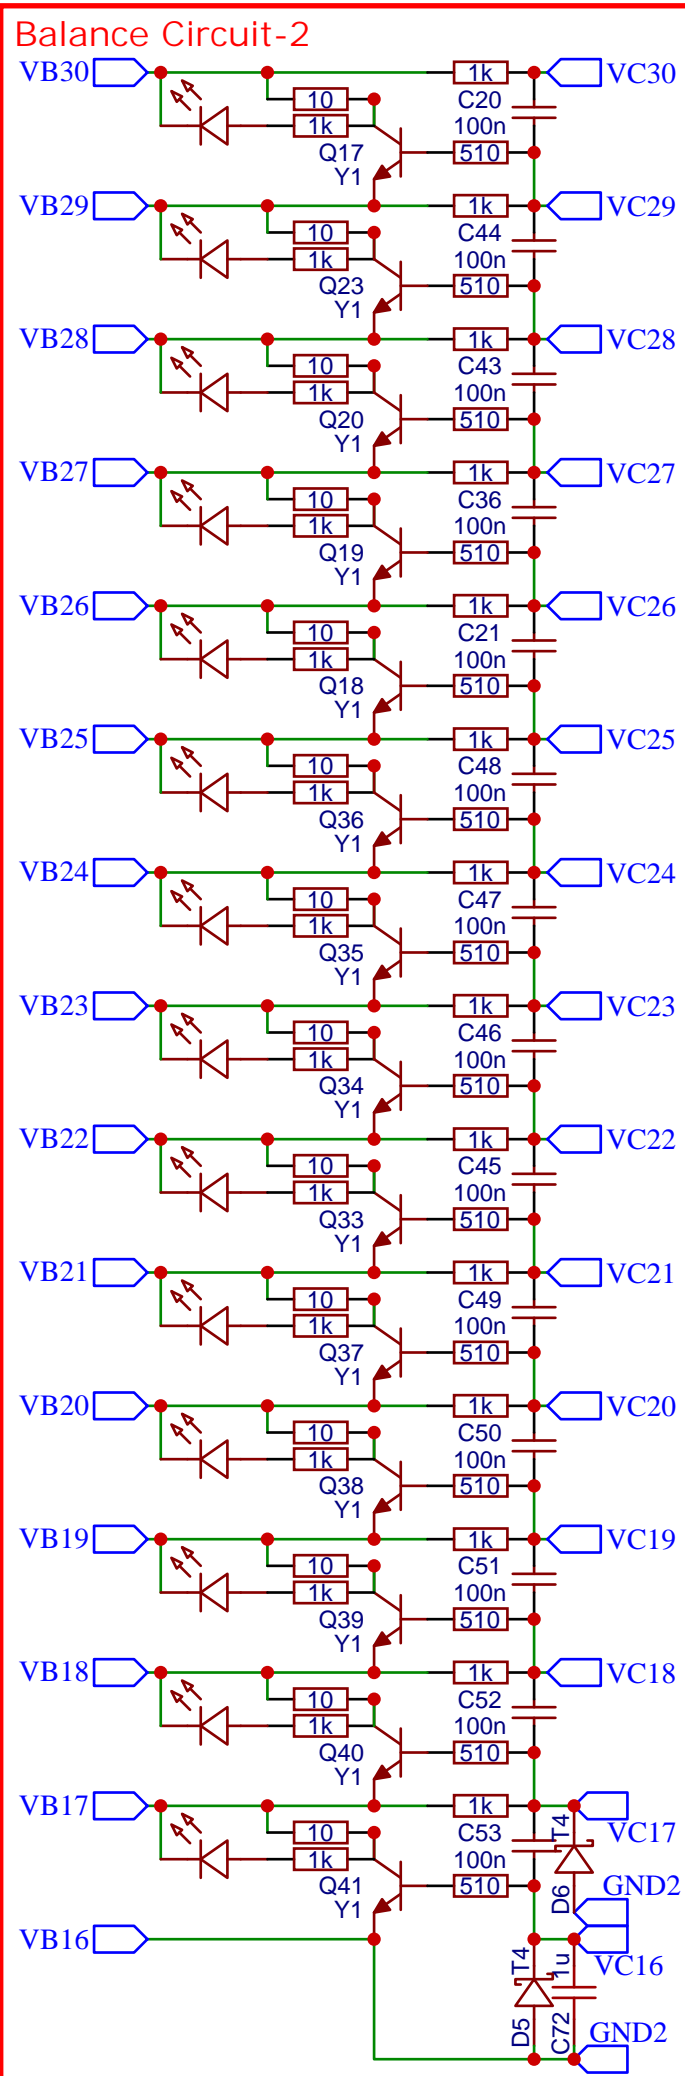 Balance Circuit-2
VB30 1k VC30
10 C20
1k 100n
Q17 510
Y1
VB29 1k VC29
10 C44
1k 100n
Q23 510
Y1
VB28 1k VC28
10 C43
1k 100n
Q20 510
Y1
VB27 1k VC27
10 C36
1k 100n
Q19 510
Y1
VB26 1k VC26
10 C21
1k 100n
Q18 510
Y1
VB25 1k VC25
10 C48
1k 100n
Q36 510
Y1
VB24 1k VC24
10 C47
1k 100n
Q35 510
Y1
VB23 1k VC23
10 C46
1k 100n
Q34 510
Y1
VB22 1k VC22
10 C45
1k 100n
Q33 510
Y1
VB21 1k VC21
10 C49
1k 100n
Q37 510
Y1
VB20 1k VC20
10 C50
1k 100n
Q38 510
Y1
VB19 1k VC19
10 C51
1k 100n
Q39 510
Y1
VB18 1k VC18
10 C52
1k 100n
Q40 510
Y1
VB17 1k VC17
10 C53 T4
1k 100n
Q41 510 D6 GND2
Y1
VB16 T4 1u VC16
D5 C72 GND2